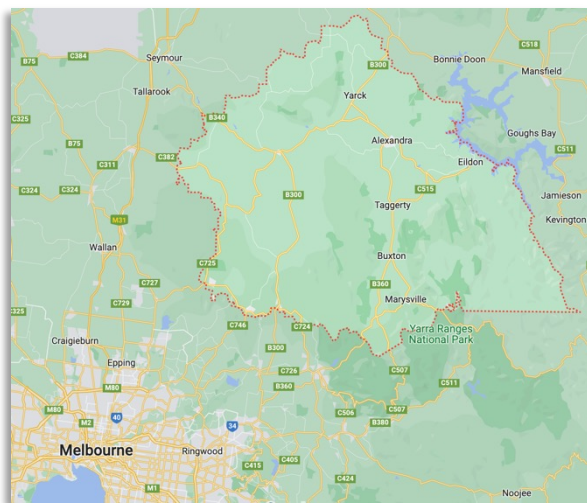 C518
B75
C384
Seymour
B300
Bonnie Doon
Mansfield
Tallarook
Yarck
C325
B340
Goughs Bay
B75
Alexandra
C511
C311
C382
Eildon
C324
C324
C515
Jamieson
Taggerty
Kevington
M31
Wallan
B300
C725
Buxton
C727
B360
C729
Marysville
C325
C746
C724
Yarra Ranges
National Park
Craigieburn
B300
Epping
C726
C507
M80
B360
C511
M80
40
C506
C507
M2
34
B380
Melbourne
Ringwood
C415
C405
C424
M1
Noojee